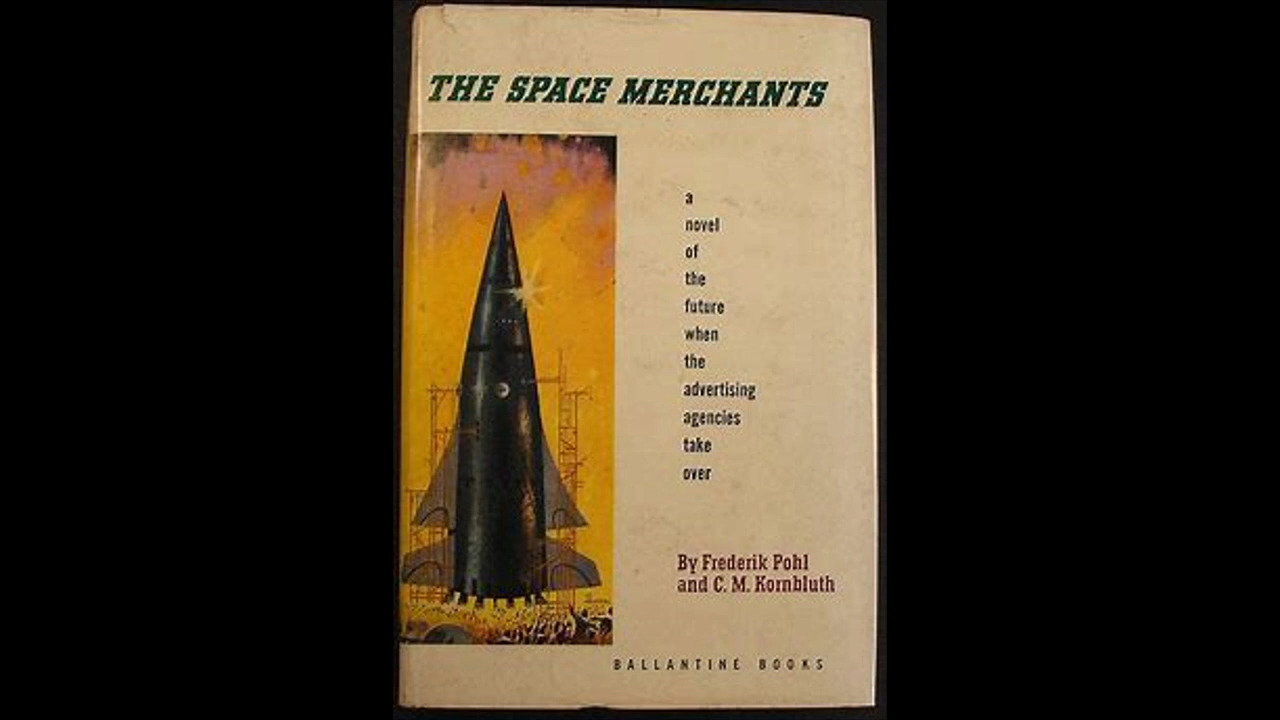 THE SPACE MERCHANTS
a
novel
of
the
future
when
the
advertising
agencies
take
over
By Frederik Pohl
and C. M. Kornbluth
BALLANTINE BOOKS